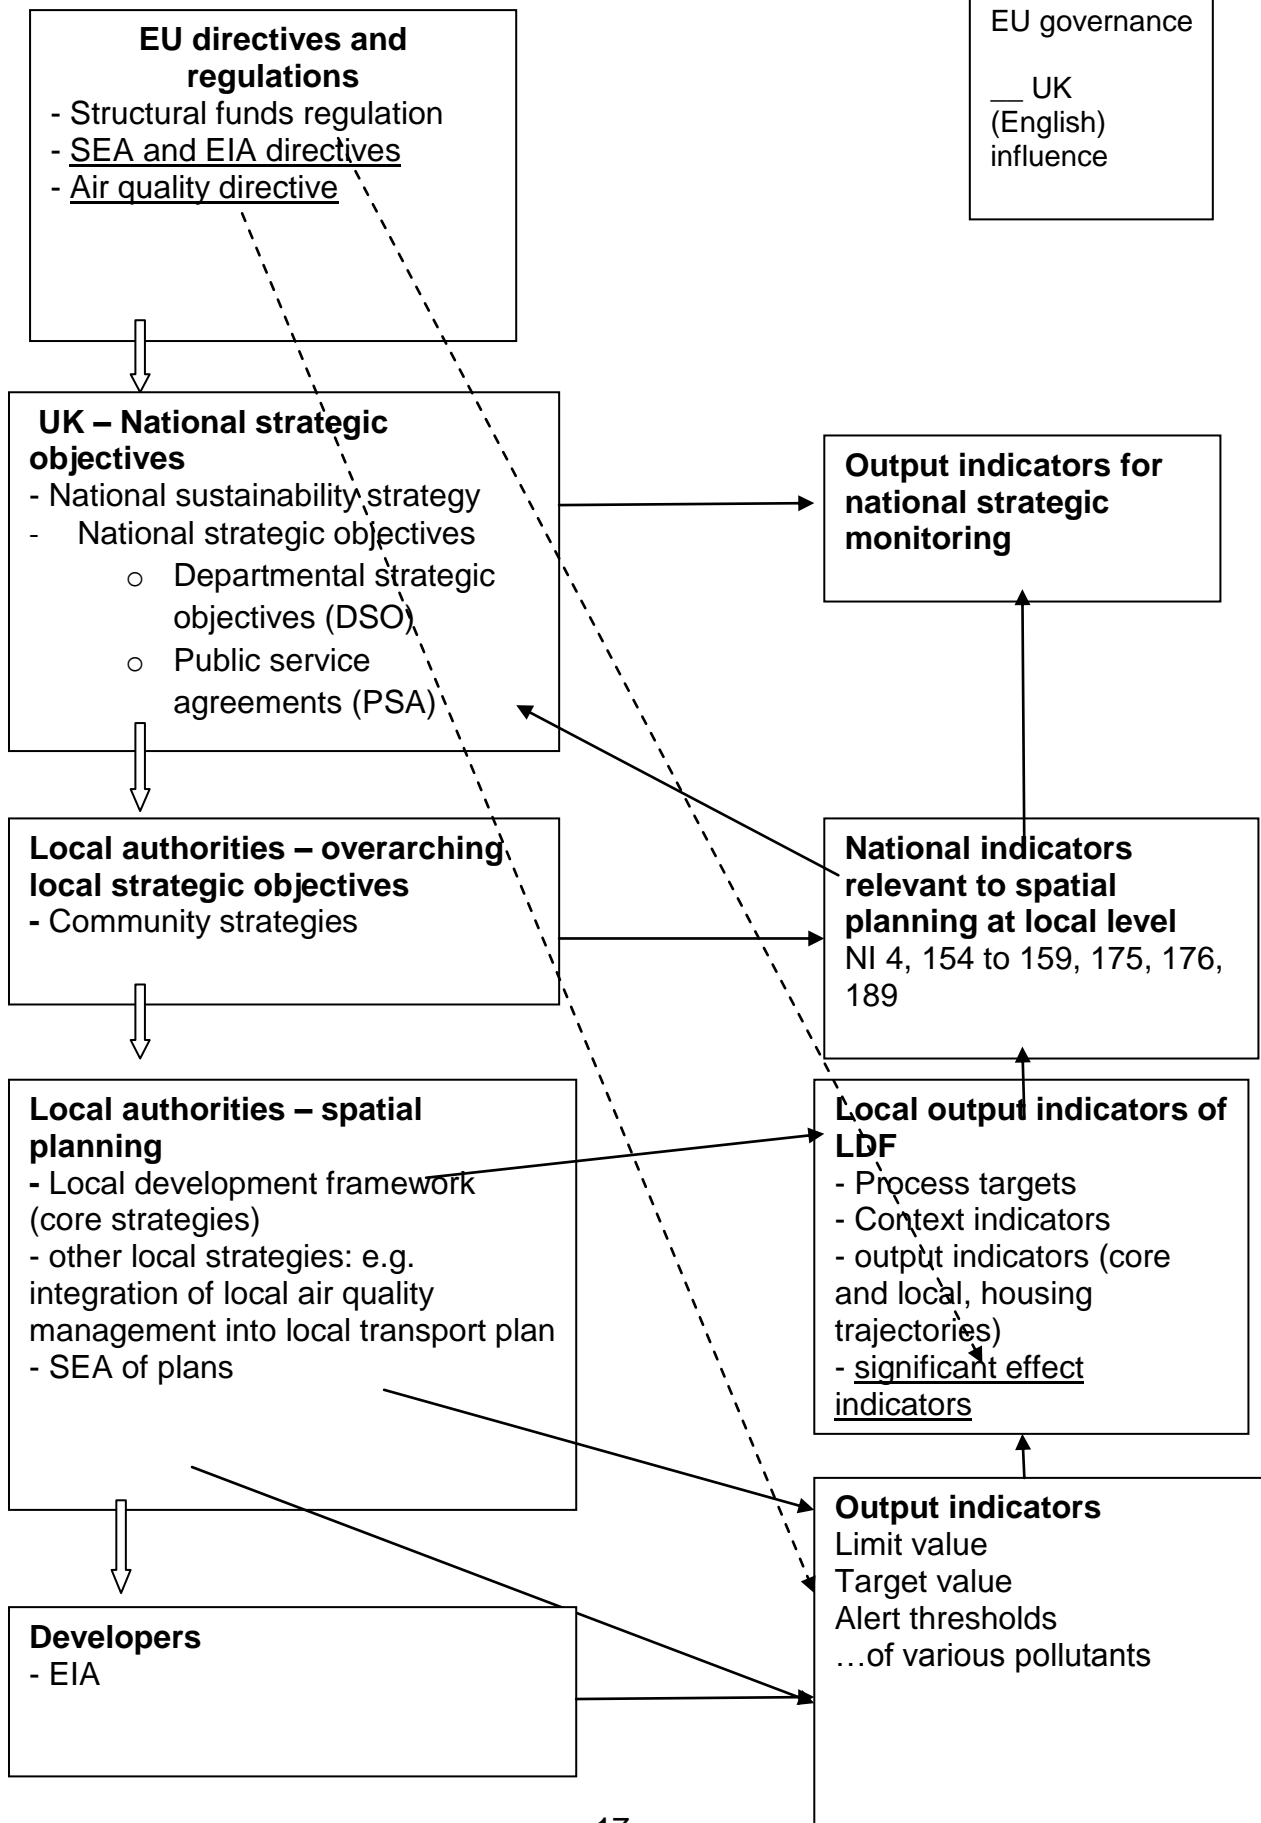 EU directives and
regulations
- Structural funds regulation
- SEA and EIA directives
- Air quality directive
EU governance
__ UK
(English)
influence
UK – National strategic
objectives
- National sustainability strategy
- National strategic objectives
o Departmental strategic
objectives (DSO)
o Public service
agreements (PSA)
Output indicators for
national strategic
monitoring
Local authorities – overarching
local strategic objectives
- Community strategies
National indicators
relevant to spatial
planning at local level
NI 4, 154 to 159, 175, 176,
189
Local authorities – spatial
planning
- Local development framework
(core strategies)
- other local strategies: e.g.
integration of local air quality
management into local transport plan
- SEA of plans
Local output indicators of
LDF
- Process targets
- Context indicators
- output indicators (core
and local, housing
trajectories)
- significant effect
indicators
Output indicators
Limit value
Target value
Alert thresholds
…of various pollutants
Developers
- EIA
17